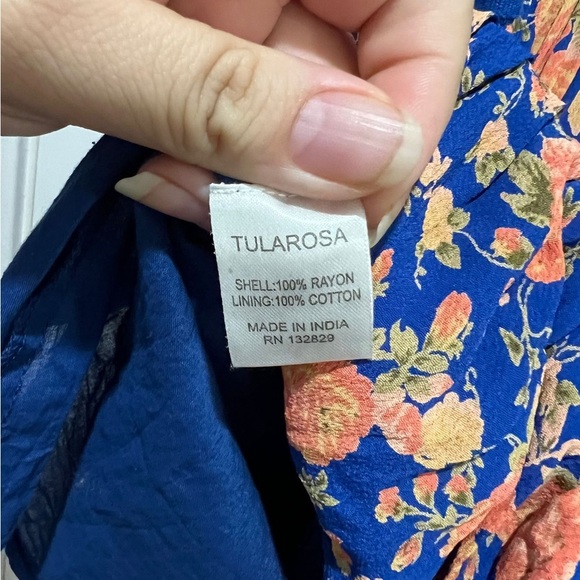 TULAROSA
SHELL:100% RAYON
LINING:100% COTTON
MADE IN INDIA
RN 132829